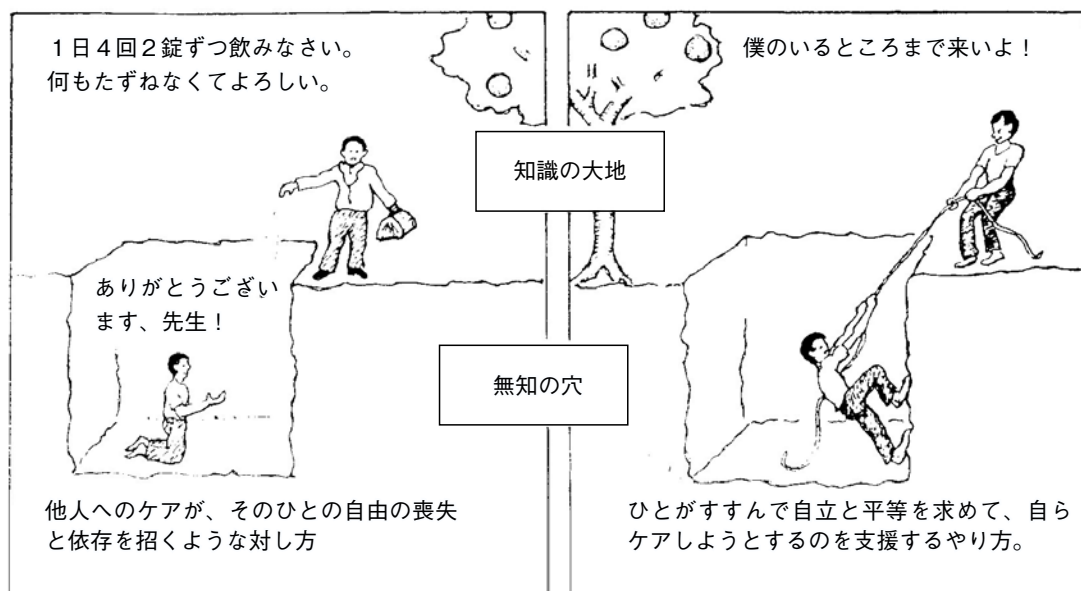 １日４回２錠ずつ飲みなさい。
何もたずねなくてよろしい。
ありがとうござい
ます、先生！
他人へのケアが、そのひとの自由の喪失
と依存を招くような対し方
知識の大地
無知の穴
僕のいるところまで来いよ！
ひとがすすんで自立と平等を求めて、自ら
ケアしようとするのを支援するやり方。